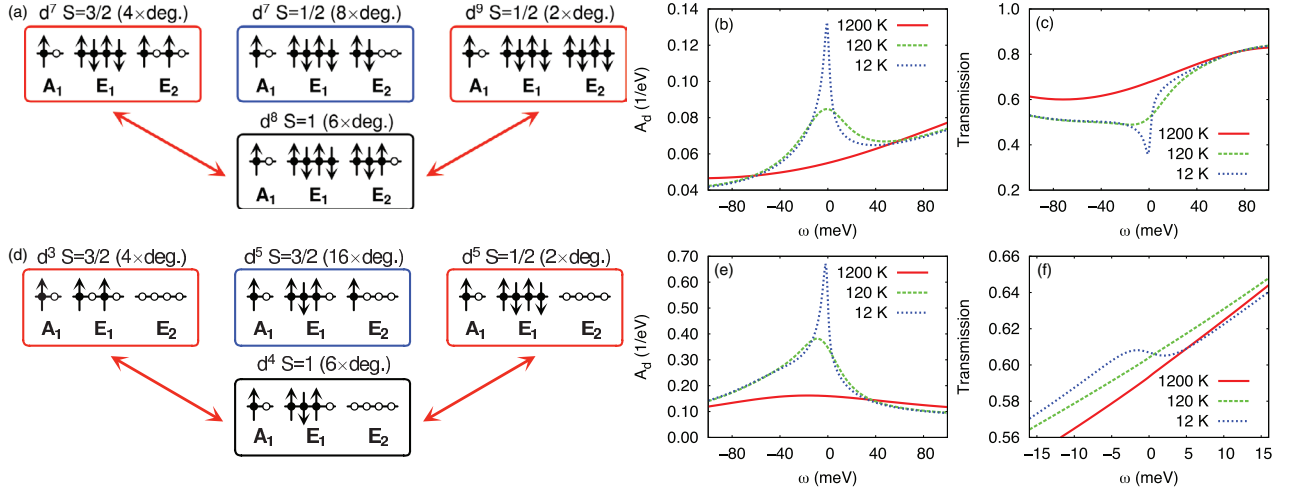 (a) d⁷ S=3/2 (4×deg.) d⁷ S=1/2 (8×deg.) d⁹ S=1/2 (2×deg.)
A₁ E₁ E₂ A₁ E₁ E₂ A₁ E₁ E₂
d⁸ S=1 (6×deg.)
A₁ E₁ E₂
(b)
1200 K
120 K
12 K
A_d (1/eV)
0.14
0.12
0.10
0.08
0.06
0.04
−80 −40 0 40 80
ω (meV)
(c)
Transmission
1.0
0.8
0.6
0.4
0.2
1200 K
120 K
12 K
−80 −40 0 40 80
ω (meV)
(d) d³ S=3/2 (4×deg.) d⁵ S=3/2 (16×deg.) d⁵ S=1/2 (2×deg.)
A₁ E₁ E₂ A₁ E₁ E₂ A₁ E₁ E₂
d⁴ S=1 (6×deg.)
A₁ E₁ E₂
(e)
1200 K
120 K
12 K
A_d (1/eV)
0.70
0.60
0.50
0.40
0.30
0.20
0.10
0.00
−80 −40 0 40 80
ω (meV)
(f)
Transmission
0.66
0.64
0.62
0.60
0.58
0.56
1200 K
120 K
12 K
−15 −10 −5 0 5 10 15
ω (meV)